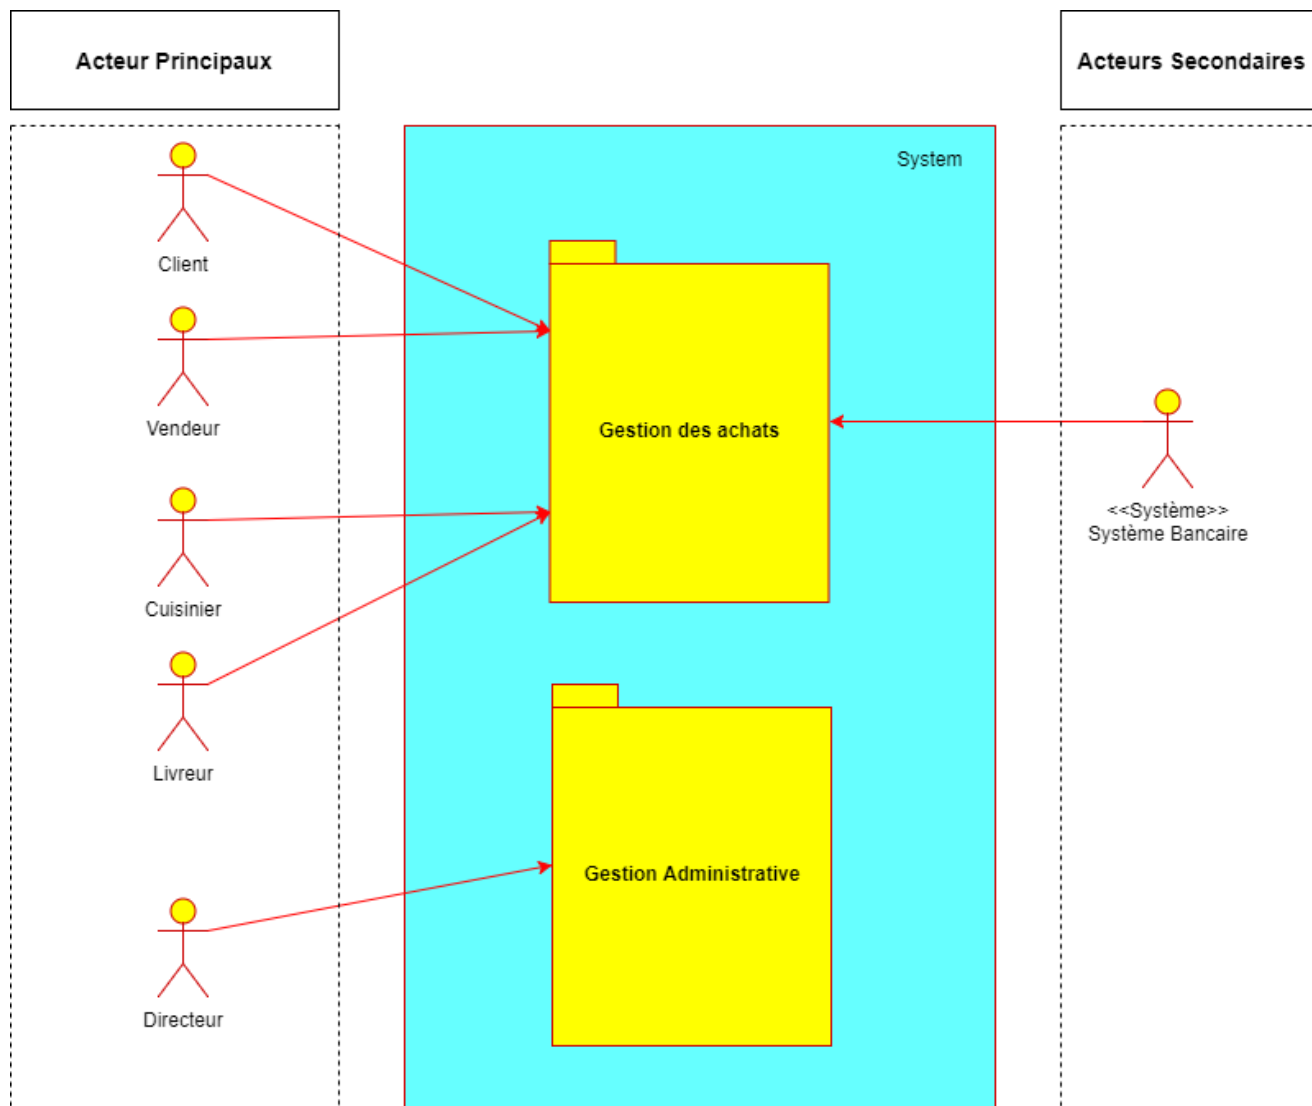 Acteur Principaux
Acteurs Secondaires
System
Client
Vendeur
Gestion des achats
<<Système>>
Système Bancaire
Cuisinier
Livreur
Gestion Administrative
Directeur